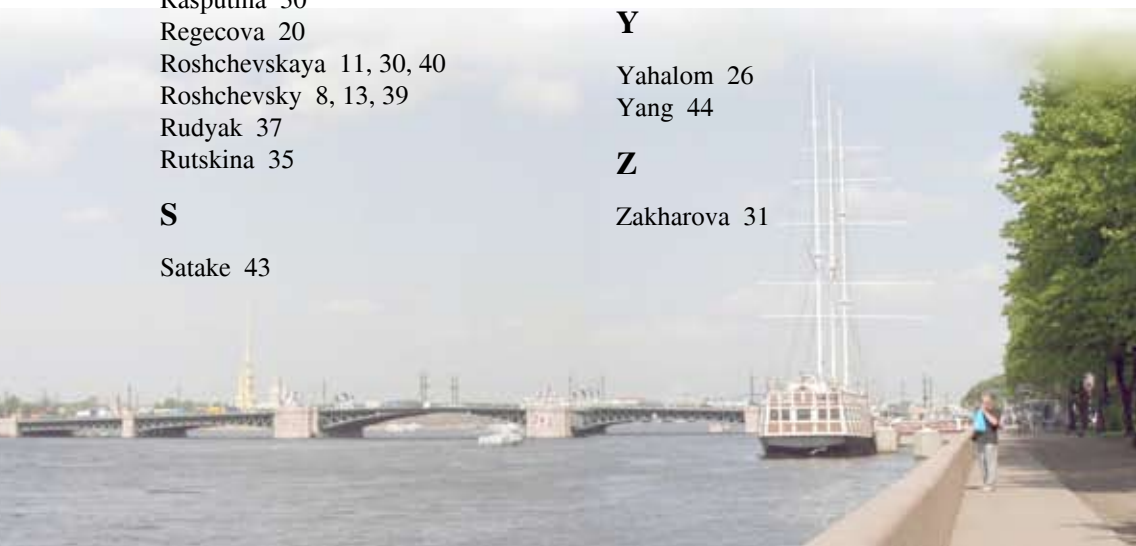 Regecova 20
Roshchevskaya 11, 30, 40
Roshchevsky 8, 13, 39
Rudyak 37
Rutskina 35
S
Satake 43
Y
Yahalom 26
Yang 44
Z
Zakharova 31